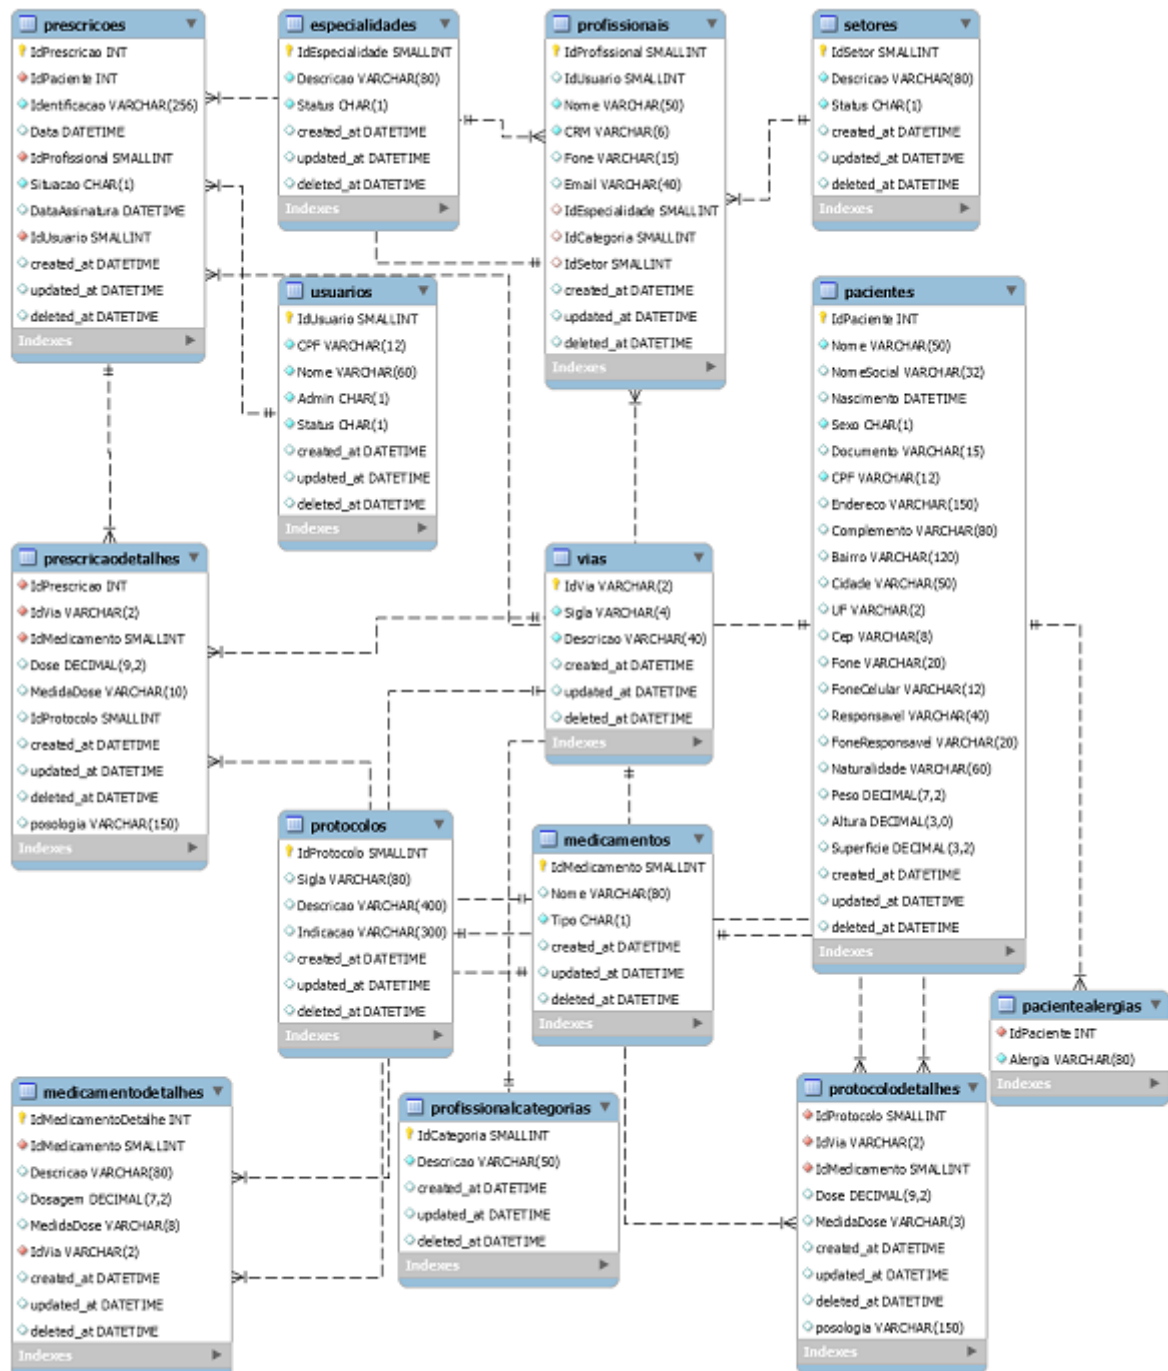 prescricoes
IdPrescricao INT
IdPaciente INT
Identificacao VARCHAR(256)
Data DATETIME
IdProfissional SMALLINT
Situacao CHAR(1)
DataAssinatura DATETIME
IdUsuario SMALLINT
created_at DATETIME
updated_at DATETIME
deleted_at DATETIME
Indexes
especialidades
IdEspecialidade SMALLINT
Descricao VARCHAR(80)
Status CHAR(1)
created_at DATETIME
updated_at DATETIME
deleted_at DATETIME
Indexes
profissionais
IdProfissional SMALLINT
IdUsuario SMALLINT
Nome VARCHAR(50)
CRM VARCHAR(6)
Fone VARCHAR(15)
Email VARCHAR(40)
IdEspecialidade SMALLINT
IdCategoria SMALLINT
IdSetor SMALLINT
created_at DATETIME
updated_at DATETIME
deleted_at DATETIME
Indexes
setores
IdSetor SMALLINT
Descricao VARCHAR(80)
Status CHAR(1)
created_at DATETIME
updated_at DATETIME
deleted_at DATETIME
Indexes
usuarios
IdUsuario SMALLINT
CPF VARCHAR(12)
Nome VARCHAR(60)
Admin CHAR(1)
Status CHAR(1)
created_at DATETIME
updated_at DATETIME
deleted_at DATETIME
Indexes
pacientes
IdPaciente INT
Nome VARCHAR(50)
NomeSocial VARCHAR(32)
Nascimento DATETIME
Sexo CHAR(1)
Documento VARCHAR(15)
CPF VARCHAR(12)
Endereco VARCHAR(150)
Complemento VARCHAR(80)
Bairro VARCHAR(120)
Cidade VARCHAR(50)
UF VARCHAR(2)
Cep VARCHAR(8)
Fone VARCHAR(20)
FoneCelular VARCHAR(12)
Responsavel VARCHAR(40)
FoneResponsavel VARCHAR(20)
Naturalidade VARCHAR(60)
Peso DECIMAL(7,2)
Altura DECIMAL(3,0)
Superficie DECIMAL(3,2)
created_at DATETIME
updated_at DATETIME
deleted_at DATETIME
Indexes
prescricaodetalhes
IdPrescricao INT
IdVia VARCHAR(2)
IdMedicamento SMALLINT
Dose DECIMAL(9,2)
MedidaDose VARCHAR(10)
IdProtocolo SMALLINT
created_at DATETIME
updated_at DATETIME
deleted_at DATETIME
posologia VARCHAR(150)
Indexes
vias
IdVia VARCHAR(2)
Sigla VARCHAR(4)
Descricao VARCHAR(40)
created_at DATETIME
updated_at DATETIME
deleted_at DATETIME
Indexes
protocolos
IdProtocolo SMALLINT
Sigla VARCHAR(80)
Descricao VARCHAR(400)
Indicacao VARCHAR(300)
created_at DATETIME
updated_at DATETIME
deleted_at DATETIME
Indexes
medicamentos
IdMedicamento SMALLINT
Nome VARCHAR(80)
Tipo CHAR(1)
created_at DATETIME
updated_at DATETIME
deleted_at DATETIME
Indexes
pacientealergias
IdPaciente INT
Alergia VARCHAR(80)
Indexes
medicamentodetalhes
IdMedicamentoDetalhe INT
IdMedicamento SMALLINT
Descricao VARCHAR(80)
Dosagem DECIMAL(7,2)
MedidaDose VARCHAR(8)
IdVia VARCHAR(2)
created_at DATETIME
updated_at DATETIME
deleted_at DATETIME
Indexes
profissionalcategorias
IdCategoria SMALLINT
Descricao VARCHAR(50)
created_at DATETIME
updated_at DATETIME
deleted_at DATETIME
Indexes
protocolodetalhes
IdProtocolo SMALLINT
IdVia VARCHAR(2)
IdMedicamento SMALLINT
Dose DECIMAL(9,2)
MedidaDose VARCHAR(3)
created_at DATETIME
updated_at DATETIME
deleted_at DATETIME
posologia VARCHAR(150)
Indexes